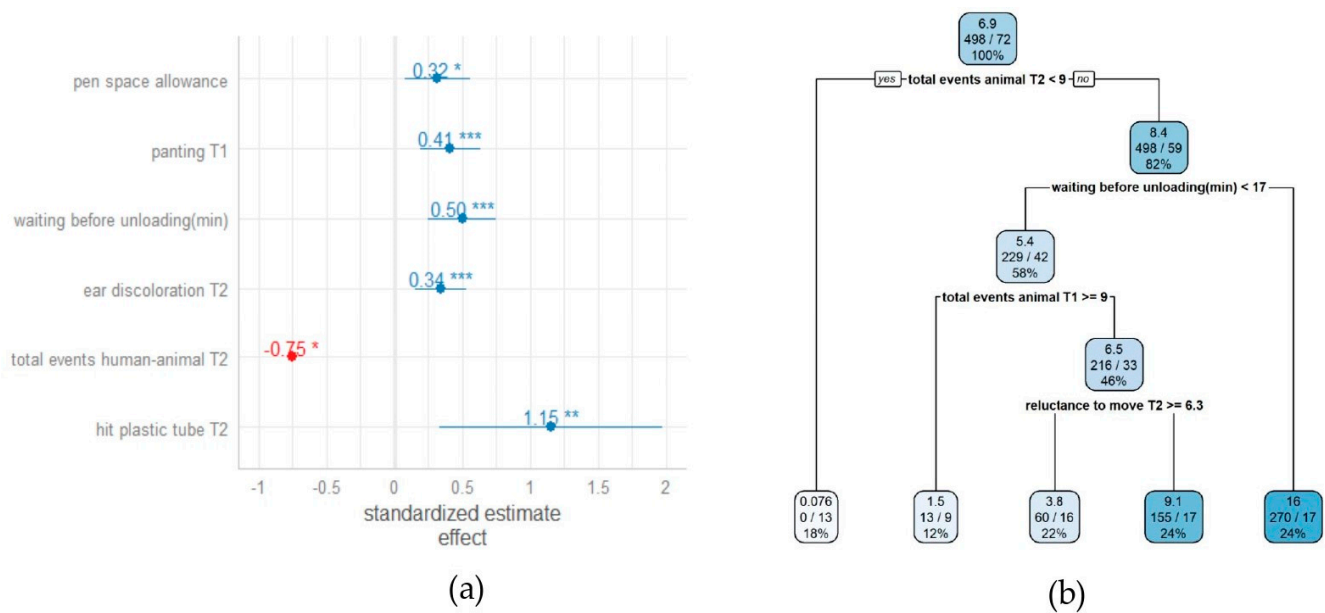 pen space allowance
0.32 *
panting T1
0.41 ***
waiting before unloading(min)
0.50 ***
ear discoloration T2
0.34 ***
total events human-animal T2
-0.75 *
hit plastic tube T2
1.15 **
-1 -0.5 0 0.5 1 1.5 2
standardized estimate
effect
(a)
6.9
498 / 72
100%
yes total events animal T2 < 9 no
8.4
498 / 59
82%
waiting before unloading(min) < 17
5.4
229 / 42
58%
total events animal T1 >= 9
6.5
216 / 33
46%
reluctance to move T2 >= 6.3
0.076
0 / 13
18%
1.5
13 / 9
12%
3.8
60 / 16
22%
9.1
155 / 17
24%
16
270 / 17
24%
(b)